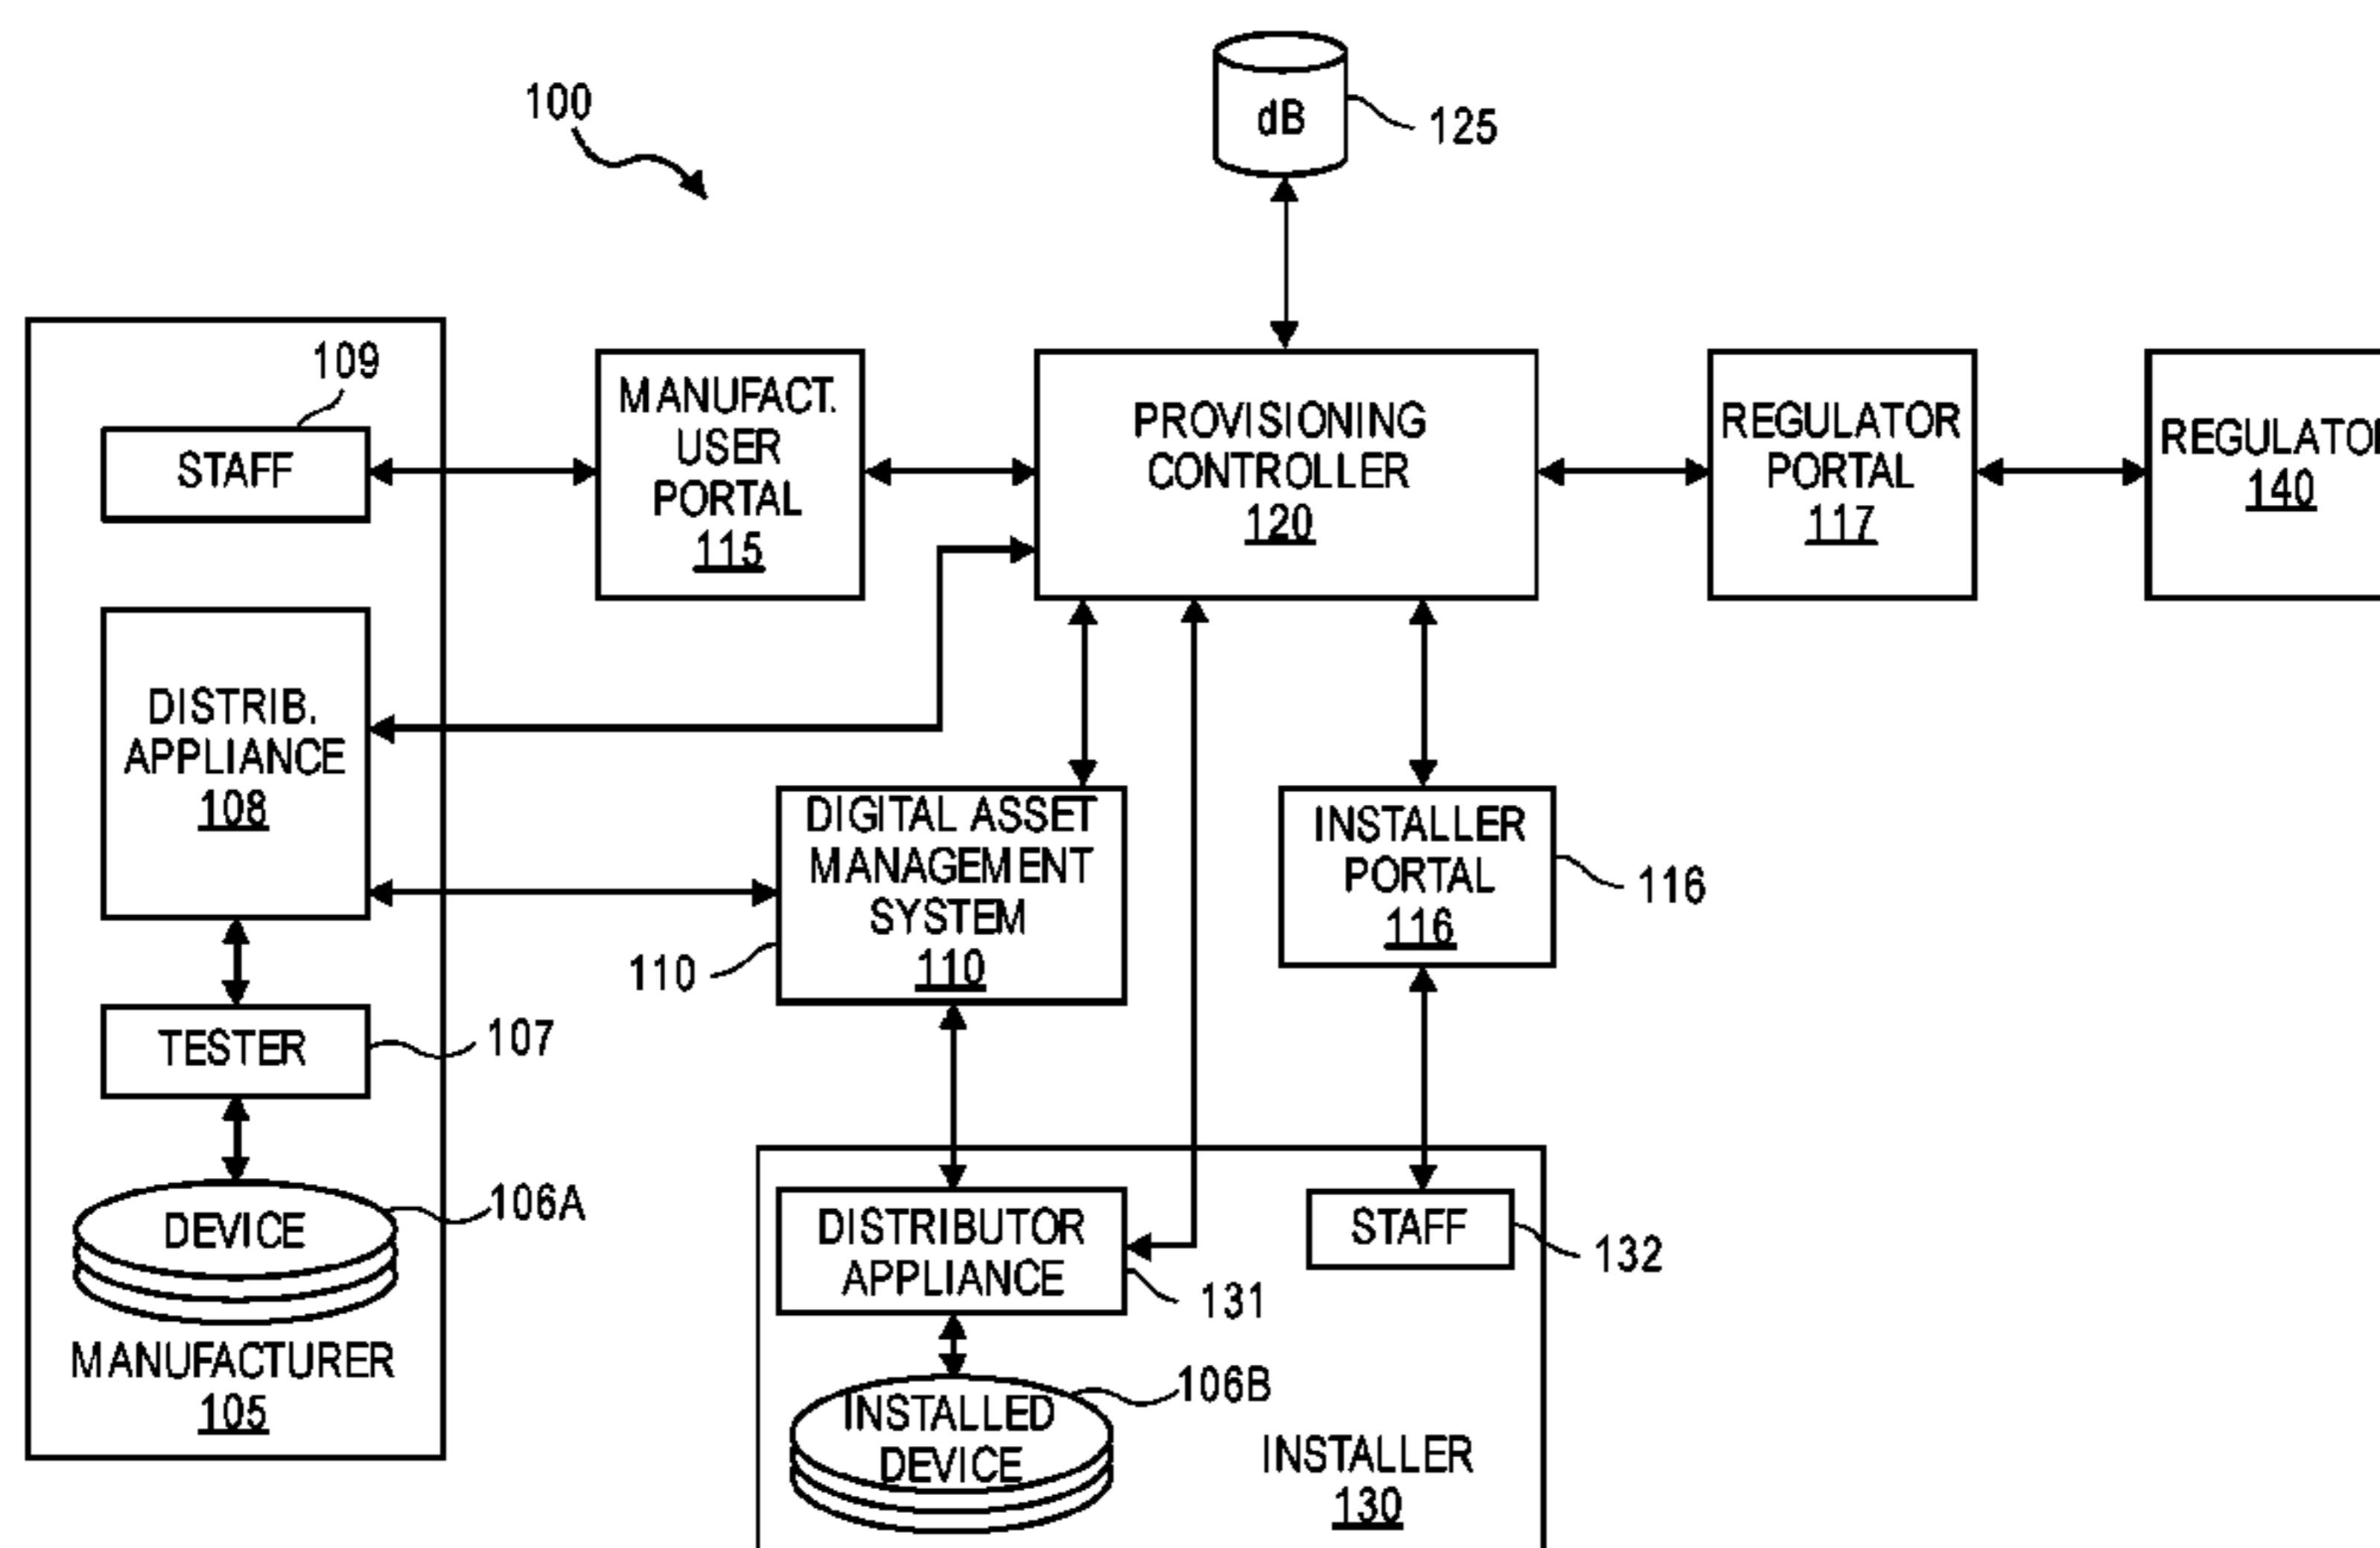 100
dB
125
109
STAFF
MANUFACT.
USER
PORTAL
115
PROVISIONING
CONTROLLER
120
REGULATOR
PORTAL
117
REGULATO
140
DISTRIB.
APPLIANCE
108
DIGITAL ASSET
MANAGEMENT
SYSTEM
110
110
INSTALLER
PORTAL
116
116
TESTER
107
DEVICE
106A
MANUFACTURER
105
DISTRIBUTOR
APPLIANCE
131
STAFF
132
INSTALLED
DEVICE
106B
INSTALLER
130